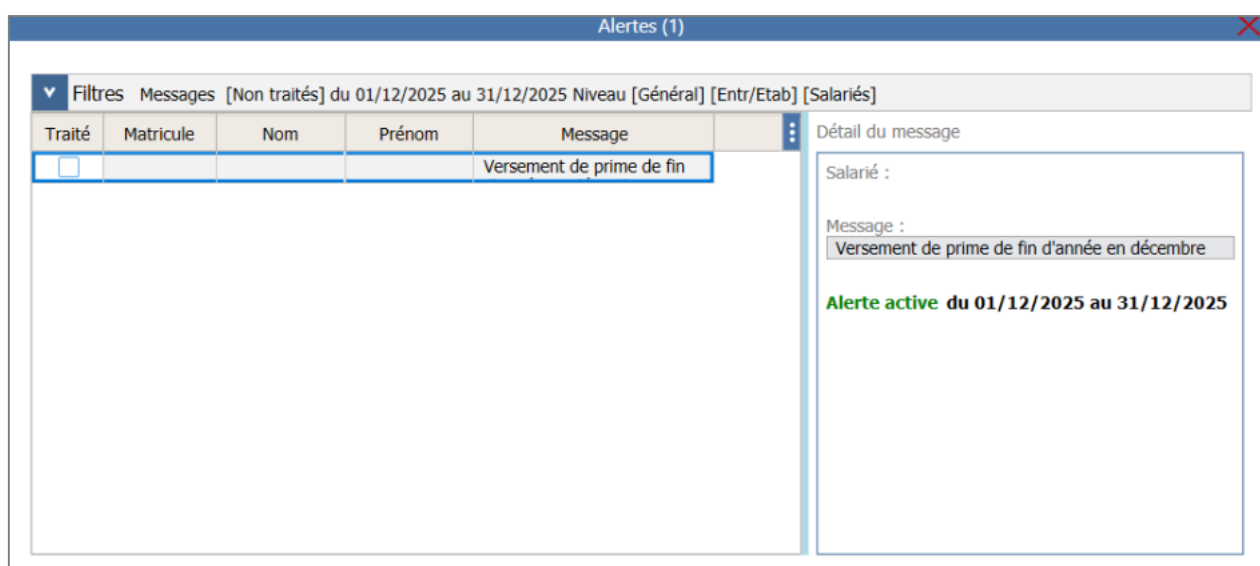 Alertes (1)
Filtres Messages [Non traités] du 01/12/2025 au 31/12/2025 Niveau [Général] [Entr/Etab] [Salariés]
Traité Matricule Nom Prénom Message
Versement de prime de fin
Détail du message
Salarié :
Message :
Versement de prime de fin d'année en décembre
Alerte active du 01/12/2025 au 31/12/2025